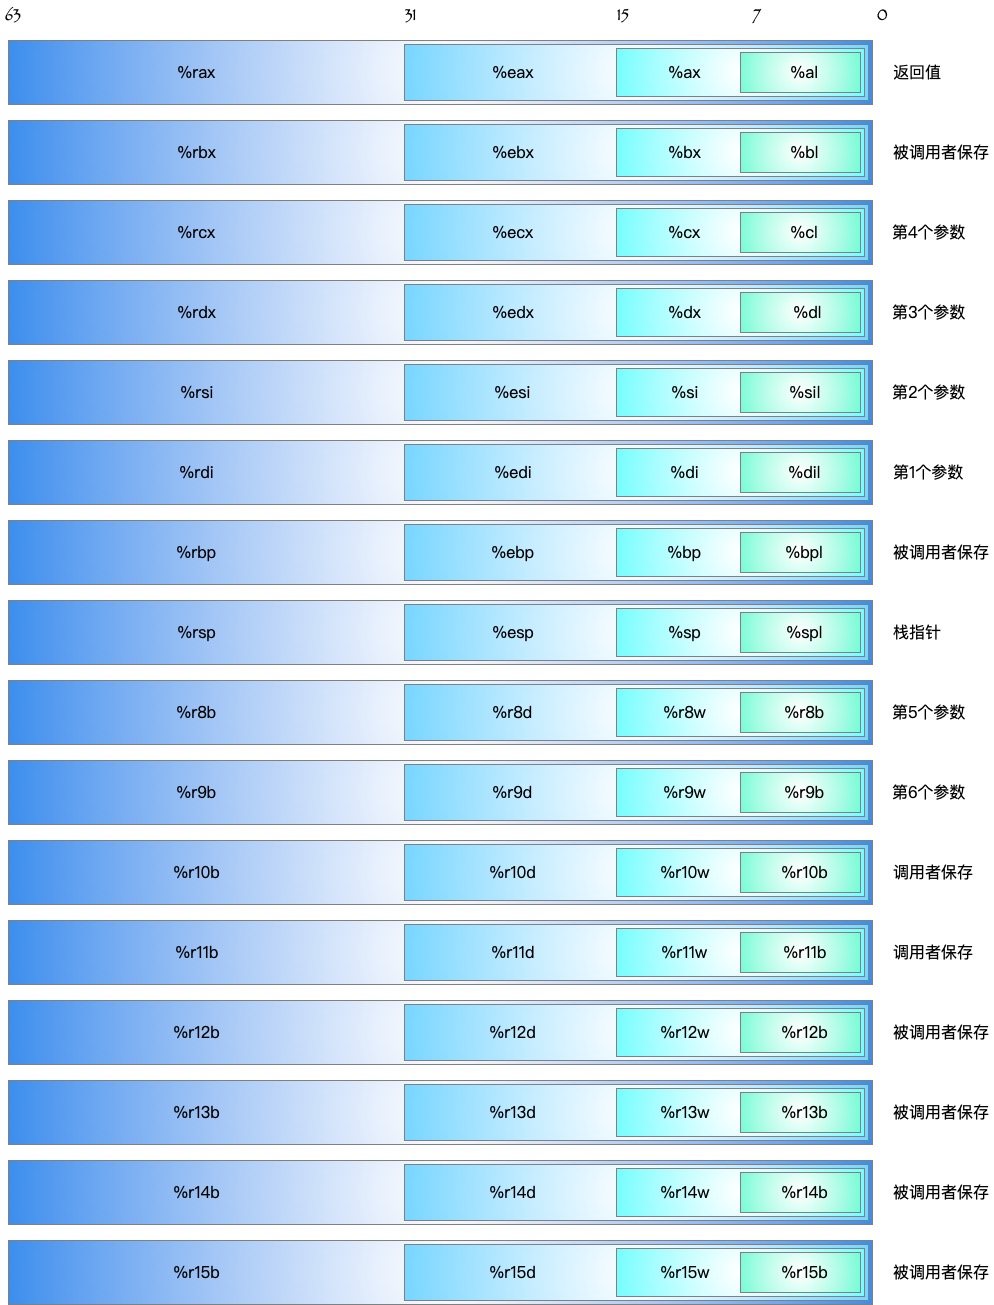 63 31 15 7 0
%rax %eax %ax %al 返回值
%rbx %ebx %bx %bl 被调用者保存
%rcx %ecx %cx %cl 第4个参数
%rdx %edx %dx %dl 第3个参数
%rsi %esi %si %sil 第2个参数
%rdi %edi %di %dil 第1个参数
%rbp %ebp %bp %bpl 被调用者保存
%rsp %esp %sp %spl 栈指针
%r8b %r8d %r8w %r8b 第5个参数
%r9b %r9d %r9w %r9b 第6个参数
%r10b %r10d %r10w %r10b 调用者保存
%r11b %r11d %r11w %r11b 调用者保存
%r12b %r12d %r12w %r12b 被调用者保存
%r13b %r13d %r13w %r13b 被调用者保存
%r14b %r14d %r14w %r14b 被调用者保存
%r15b %r15d %r15w %r15b 被调用者保存